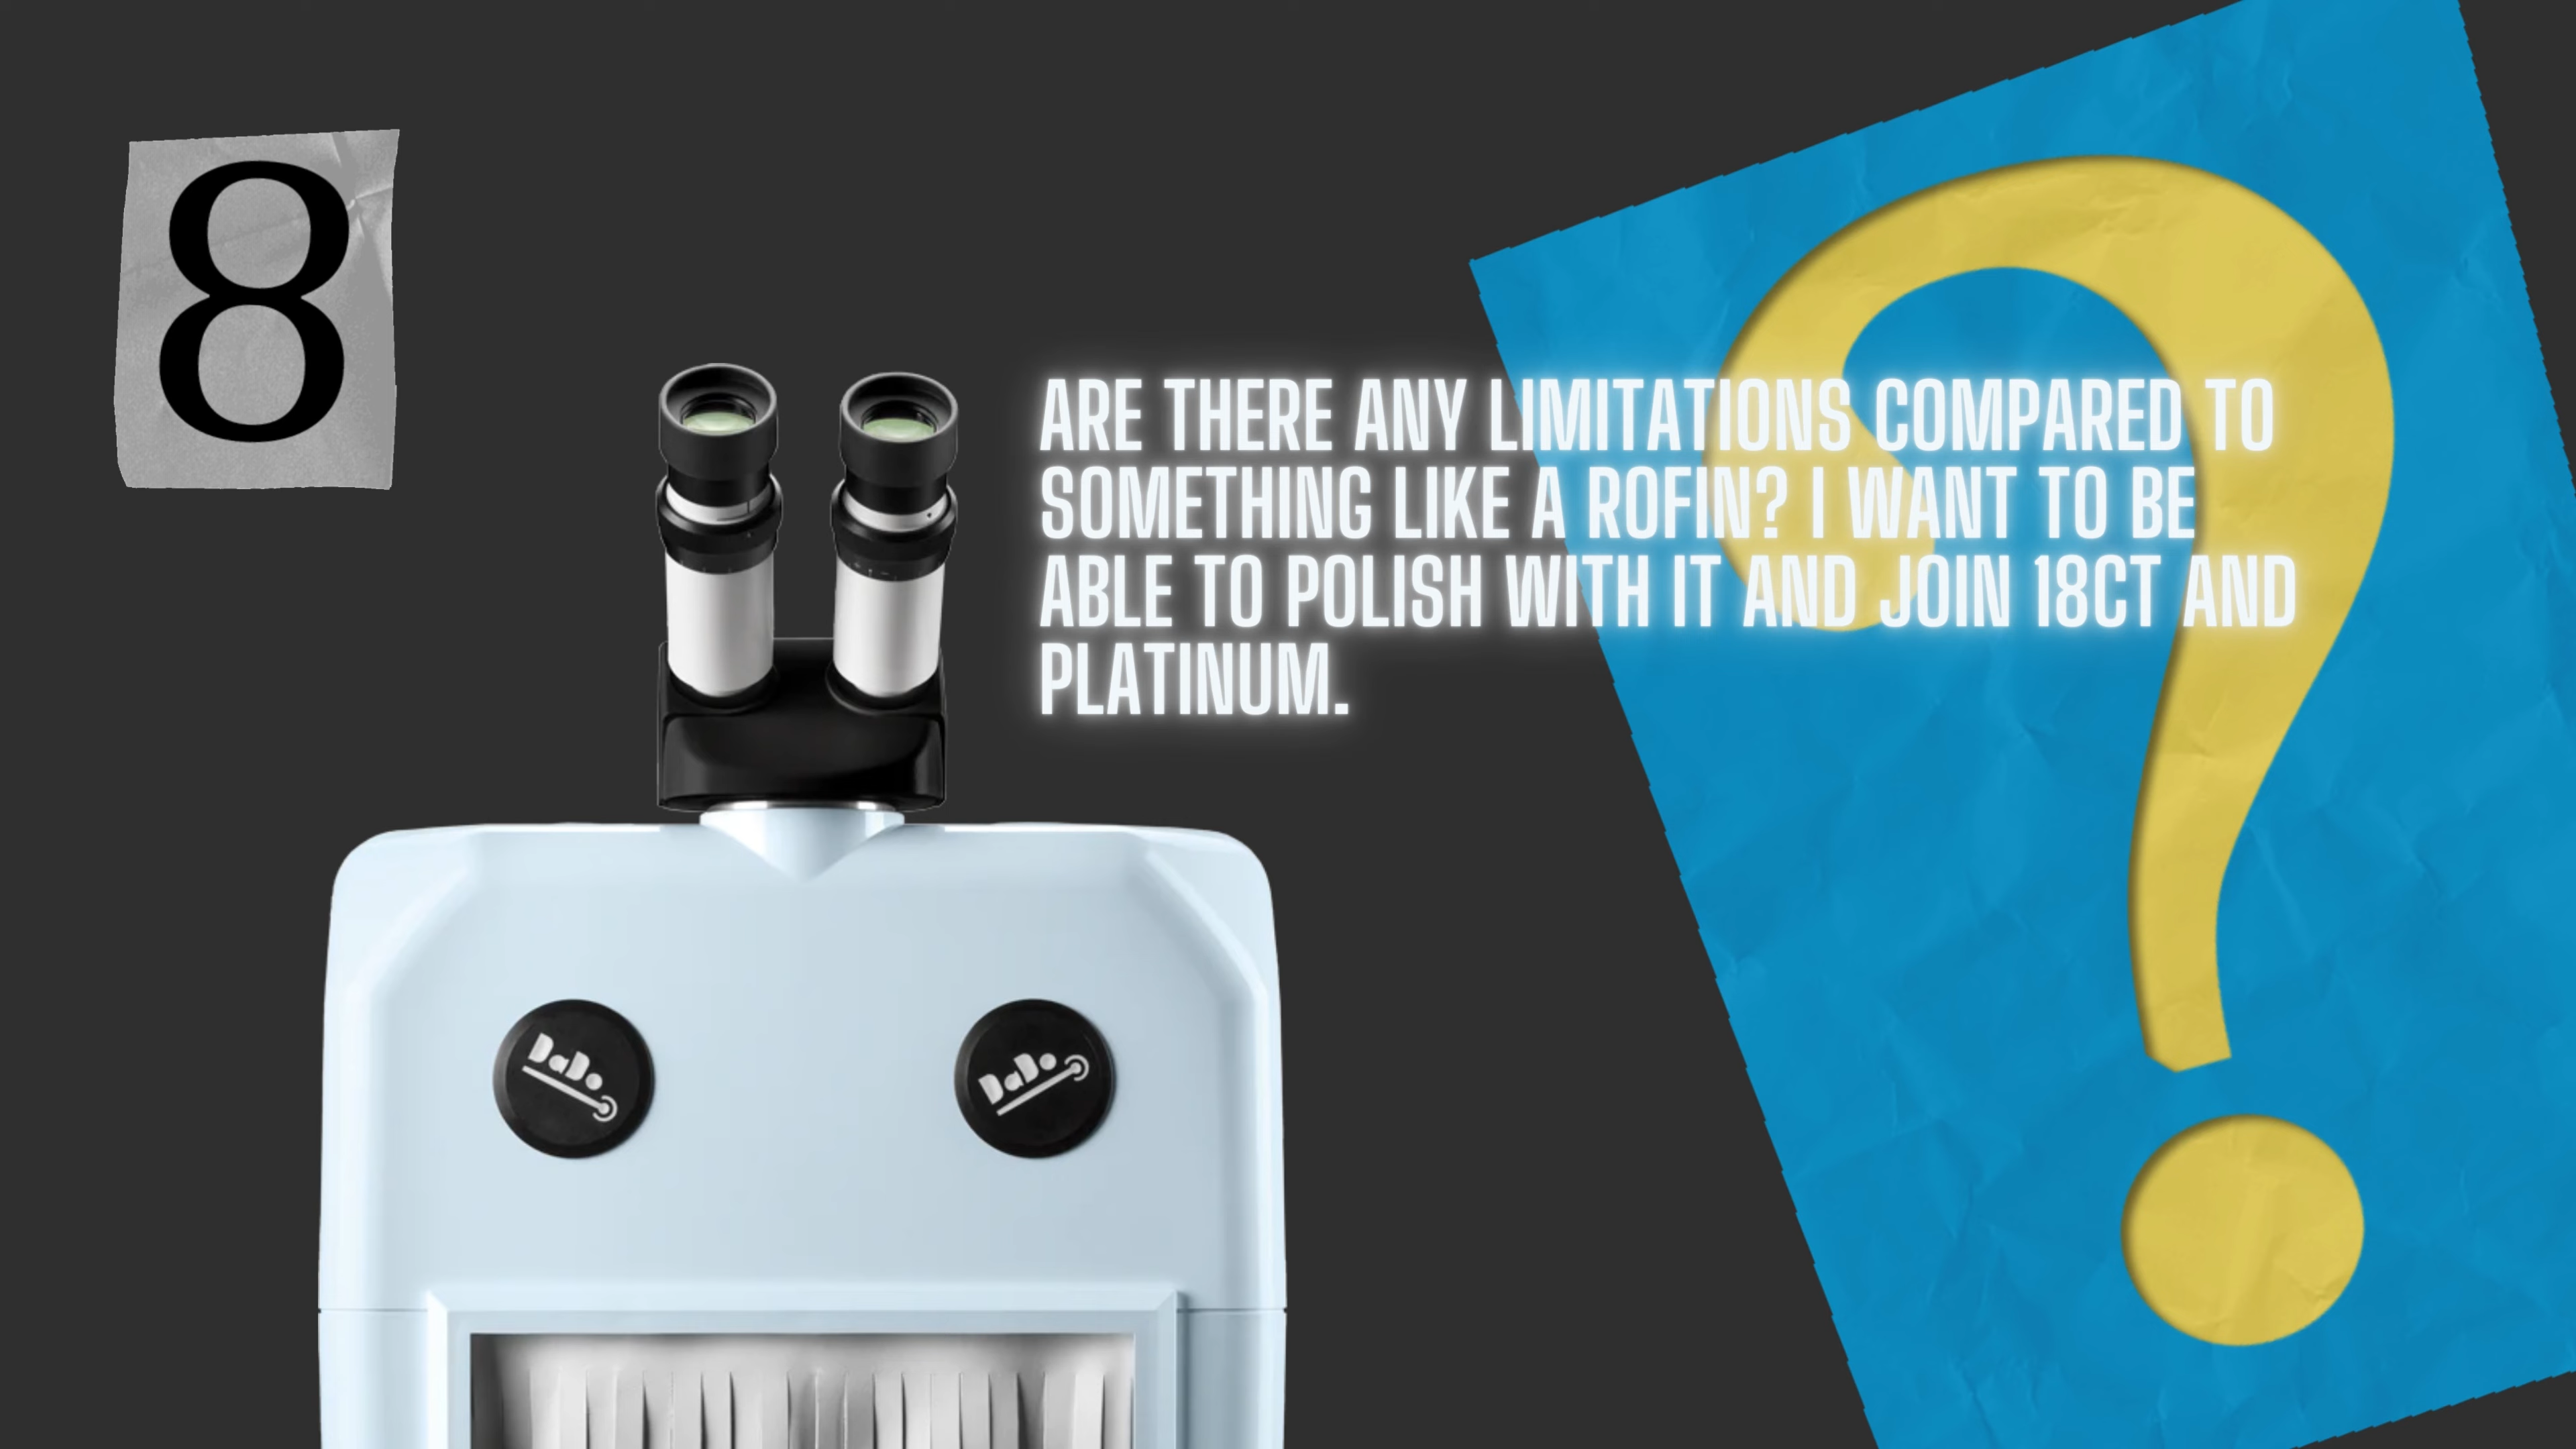 8
ARE THERE ANY LIMITATIONS COMPARED TO
SOMETHING LIKE A ROFIN? I WANT TO BE
ABLE TO POLISH WITH IT AND JOIN 18CT AND
PLATINUM.
DaDo
DaDo